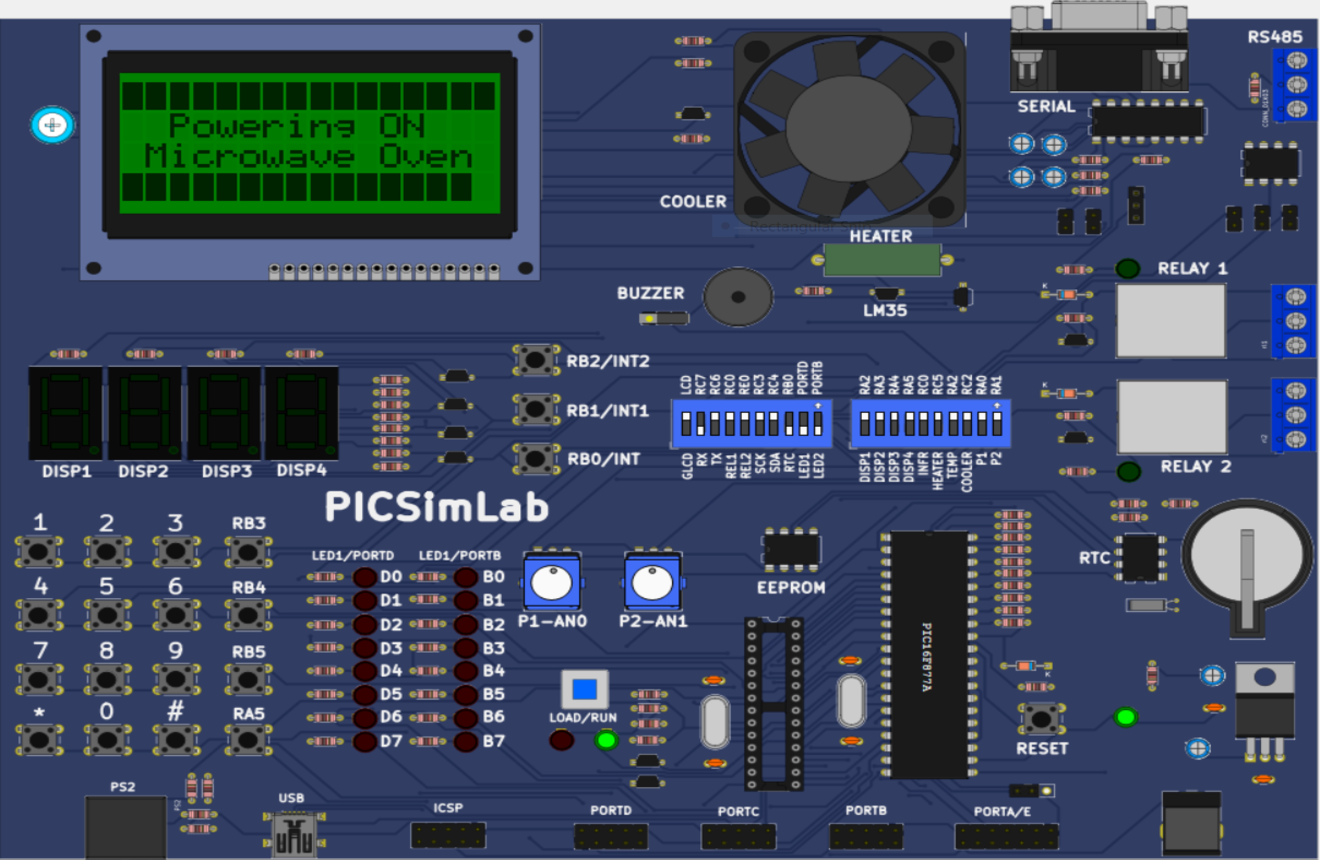 RS485
CONN_DEV33
SERIAL
Powering ON
Microwave Oven
COOLER
HEATER
BUZZER
LM35
RELAY 1
K
H1
RB2/INT2
RB1/INT1
RB0/INT
LCD RC7 RC6 RC0 RE0 RC3 RC4 RB0 PORTD PORTB
GLCD RX TX REL1 REL2 SCK SDA RTC LED1 LED2
RA2 RA3 RA4 RA5 RC0 RC5 RA2 RC2 RA0 RA1
DISP1 DISP2 DISP3 DISP4 INFR HEATER TEMP COOLER P1 P2
K
H2
RELAY 2
DISP1 DISP2 DISP3 DISP4
PICSimLab
1 2 3 RB3
4 5 6 RB4
7 8 9 RB5
* 0 # RA5
LED1/PORTD LED1/PORTB
D0 B0
D1 B1
D2 B2
D3 B3
D4 B4
D5 B5
D6 B6
D7 B7
P1-AN0 P2-AN1
EEPROM
RTC
PIC16F877A
K
LOAD/RUN
RESET
PS2
PS2
USB
ICSP
PORTD
PORTC
PORTB
PORTA/E